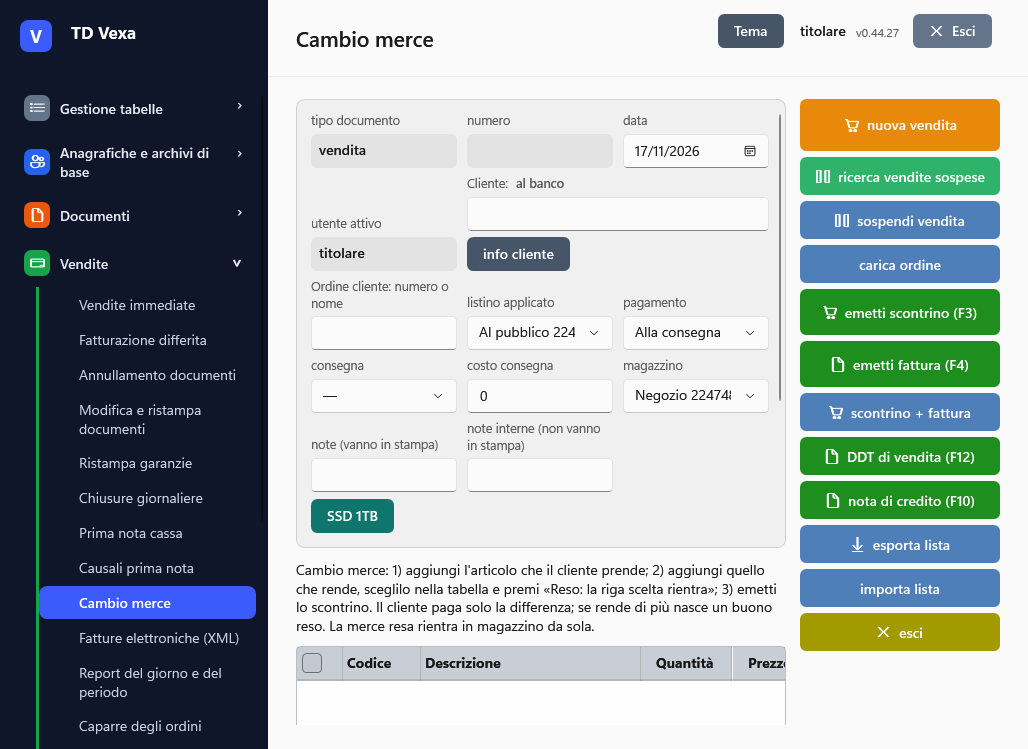 V TD Vexa
Gestione tabelle
Anagrafiche e archivi di
base
Documenti
Vendite
Vendite immediate
Fatturazione differita
Annullamento documenti
Modifica e ristampa
documenti
Ristampa garanzie
Chiusure giornaliere
Prima nota cassa
Causali prima nota
Cambio merce
Fatture elettroniche (XML)
Report del giorno e del
periodo
Caparre degli ordini
Cambio merce
Tema titolare v0.44.27 Esci
tipo documento numero data
vendita 17/11/2026
Cliente: al banco
utente attivo
titolare info cliente
Ordine cliente: numero o
nome listino applicato pagamento
Al pubblico 224 Alla consegna
consegna costo consegna magazzino
— 0 Negozio 22474
note (vanno in stampa) note interne (non vanno
in stampa)
SSD 1TB
Cambio merce: 1) aggiungi l'articolo che il cliente prende; 2) aggiungi quello
che rende, sceglilo nella tabella e premi «Reso: la riga scelta rientra»; 3) emetti
lo scontrino. Il cliente paga solo la differenza; se rende di più nasce un buono
reso. La merce resa rientra in magazzino da sola.
Codice Descrizione Quantità Prezzo
nuova vendita
ricerca vendite sospese
sospendi vendita
carica ordine
emetti scontrino (F3)
emetti fattura (F4)
scontrino + fattura
DDT di vendita (F12)
nota di credito (F10)
esporta lista
importa lista
esci